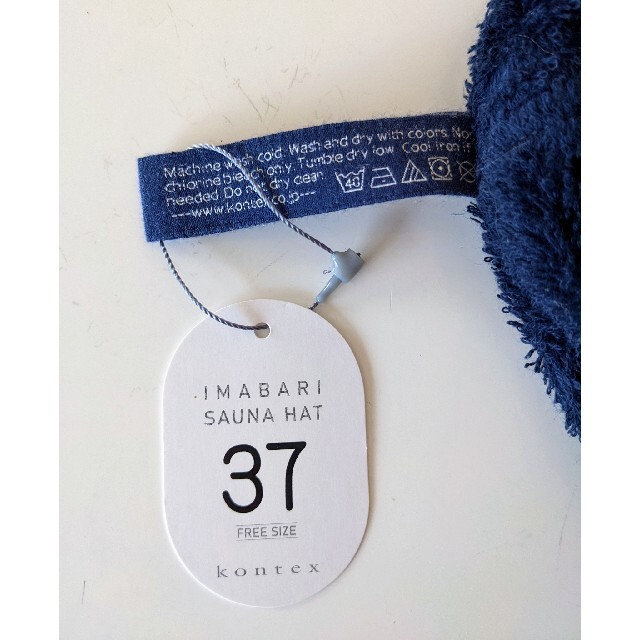 Machine wash cold. Wash and dry with colors. No
chlorine bleach only. Tumble dry low. Cool iron if
needed. Do not dry clean.
---www.kontex.co.jp---
40
IMABARI
SAUNA HAT
37
FREE SIZE
kontex